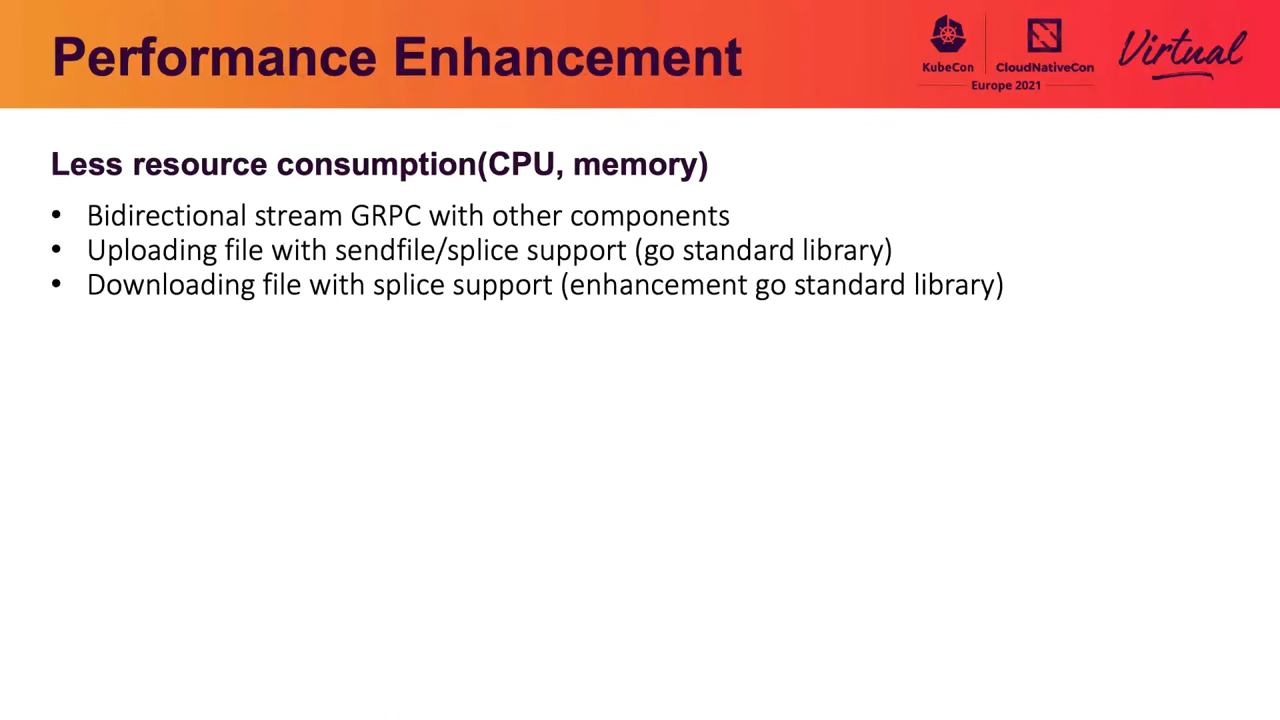 Performance Enhancement
KubeCon
CloudNativeCon
Europe 2021
Virtual
Less resource consumption(CPU, memory)
• Bidirectional stream GRPC with other components
• Uploading file with sendfile/splice support (go standard library)
• Downloading file with splice support (enhancement go standard library)